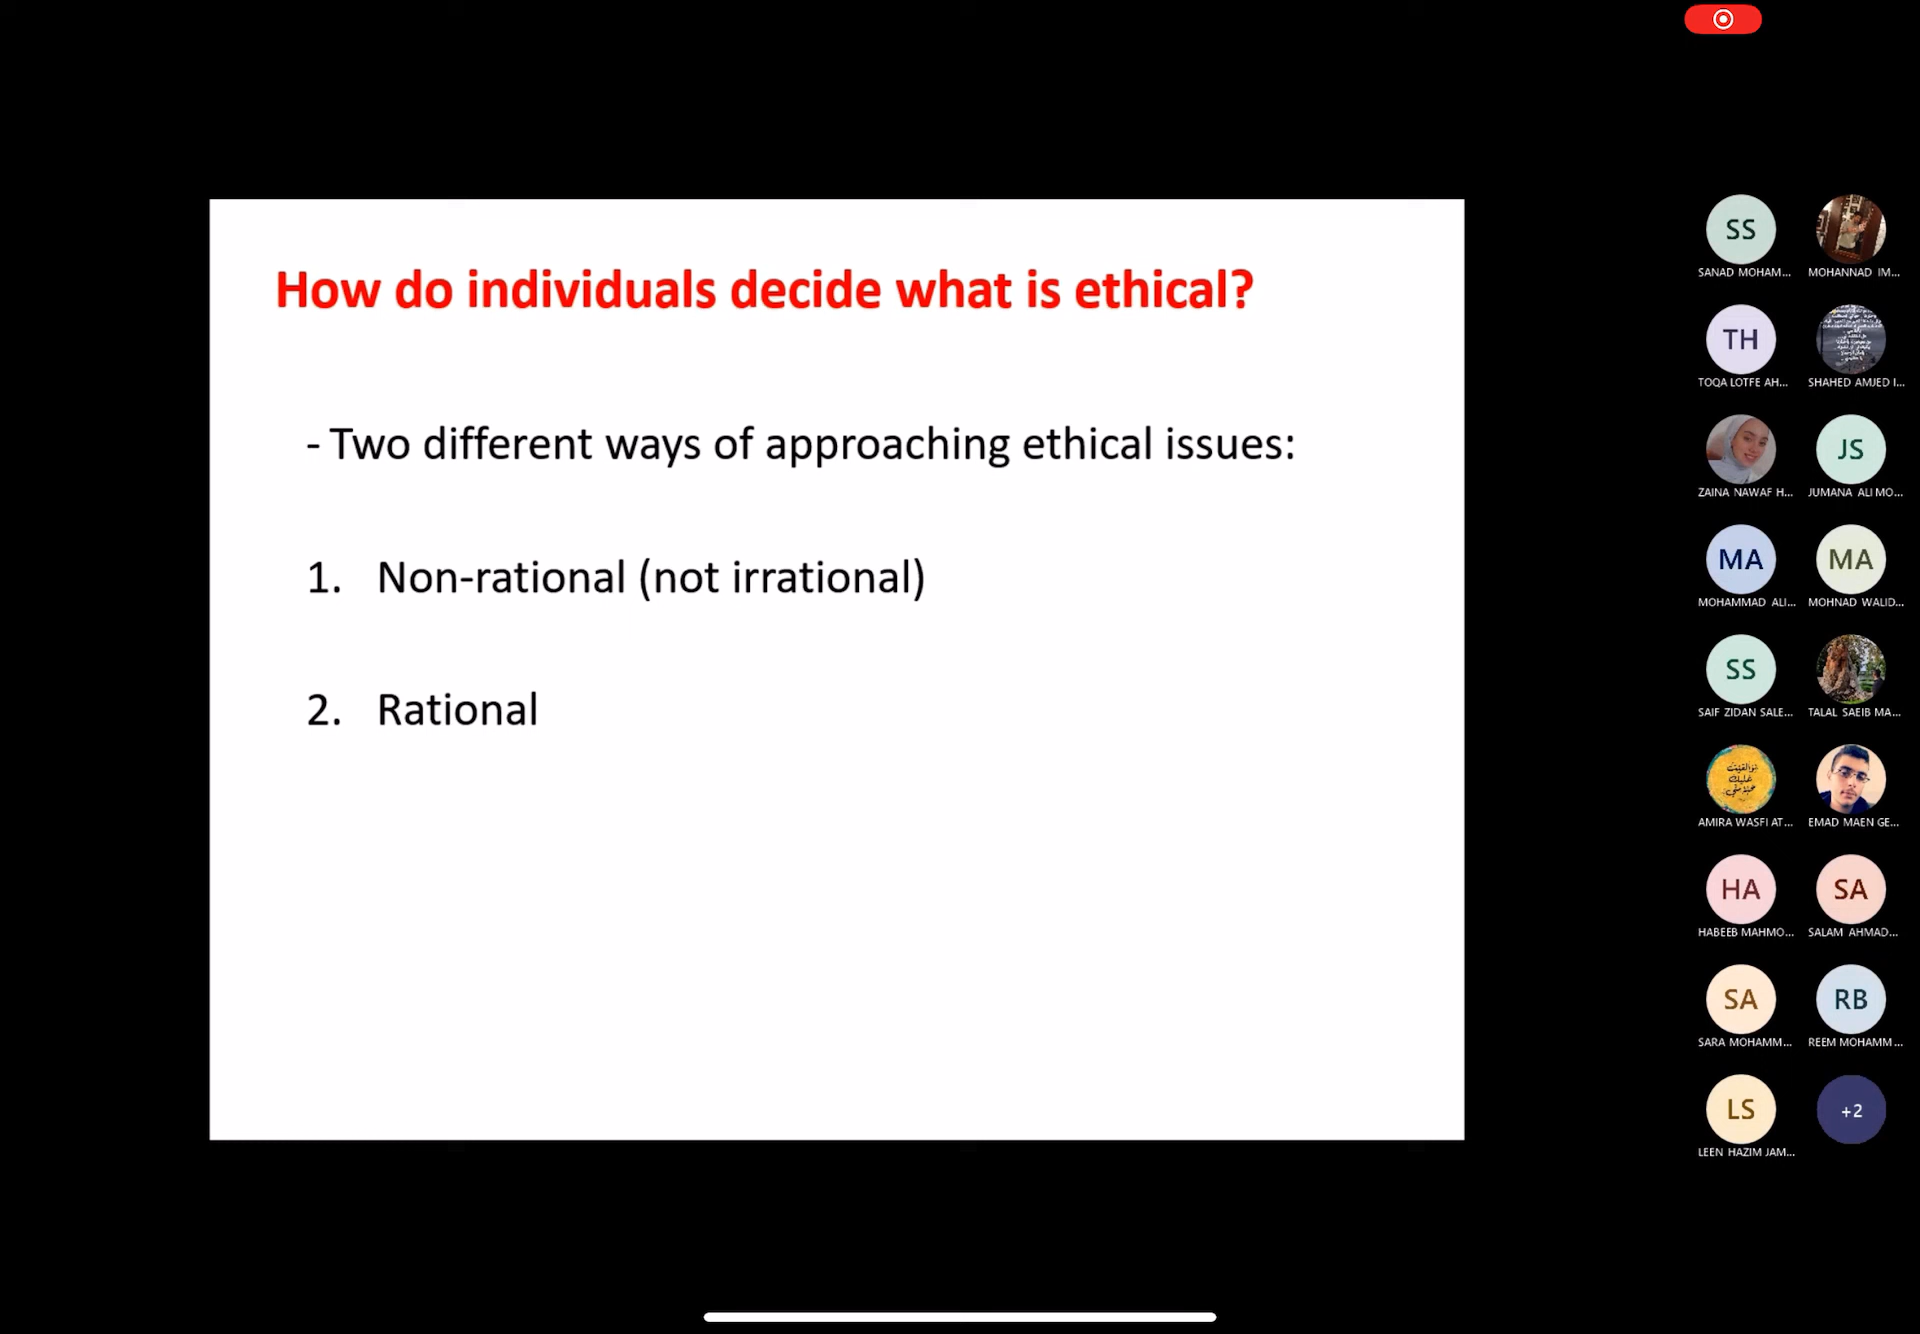 How do individuals decide what is ethical?
- Two different ways of approaching ethical issues:
1. Non-rational (not irrational)
2. Rational
SS
SANAD MOHAM...
MOHANNAD IM...
TH
TOQA LOTFE AH...
SHAHED AMJED I...
ZAINA NAWAF H...
JS
JUMANA ALI MO...
MA
MOHAMMAD ALI...
MA
MOHNAD WALID...
SS
SAIF ZIDAN SALE...
TALAL SAEIB MA...
AMIRA WASFI AT...
EMAD MAEN GE...
HA
HABEEB MAHMO...
SA
SALAM AHMAD...
SA
SARA MOHAMM...
RB
REEM MOHAMM...
LS
LEEN HAZIM JAM...
+2